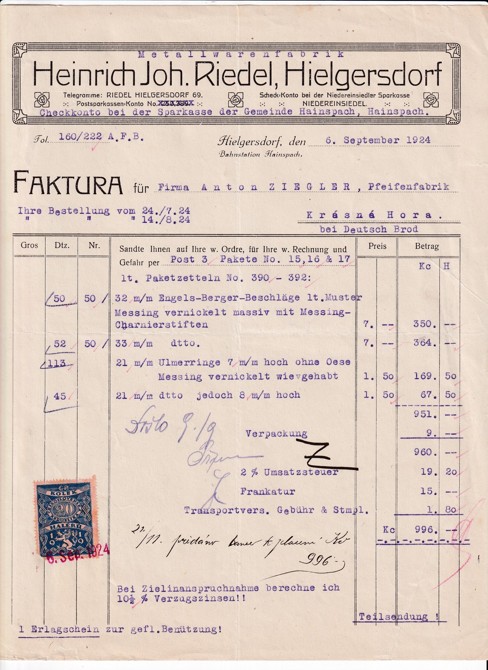 Metallwarenfabrik
Heinrich Joh. Riedel, Hielgersdorf
Telegramme: RIEDEL HIELGERSDORF 69.
Scheck-Konto bei der Niedereinsiedler Sparkasse
Postsparkassen-Konto No.
NIEDEREINSIEDEL.
Checkkonto bei der Sparkasse der Gemeinde Hainspach, Hainspach.
Fol. 160/222 A.F.B.
Hielgersdorf, den 6. September 1924
Bahnstation Hainspach.
FAKTURA für Firma Anton ZIEGLER, Pfeifenfabrik
Ihre Bestellung vom 24./7.24
" " " 14./8.24
Krásná Hora.
bei Deutsch Brod
Gros Dtz. Nr. Sandte Ihnen auf Ihre w. Ordre, für Ihre w. Rechnung und Preis Betrag
Gefahr per Post 3 Pakete No. 15,16 & 17 Kc H
lt. Paketzetteln No. 390 - 392:
50 50/ 32 m/m Engels-Berger-Beschläge lt.Muster
Messing vernickelt massiv mit Messing-
Charnierstiften 7. -- 350. --
52 50/ 33/m/m dtto. 7. -- 364. --
113 21 m/m Ulmerringe 7/m/m hoch ohne Oese
Messing vernickelt wie gehabt 1. 50 169. 50
45 21/m/m dtto jedoch 8/m/m hoch 1. 50 67. 50
951. --
Verpackung 9. --
960. --
2 % Umsatzsteuer 19. 20
Frankatur 15. --
Transportvers. Gebühr & Stmpl. 1. 80
Kc 996. --
996.-
6. SEP. 1924
Bei Zielinanspruchnahme berechne ich
10½ % Verzugszinsen!!
Teilsendung !
1 Erlagschein zur gefl. Benützung!